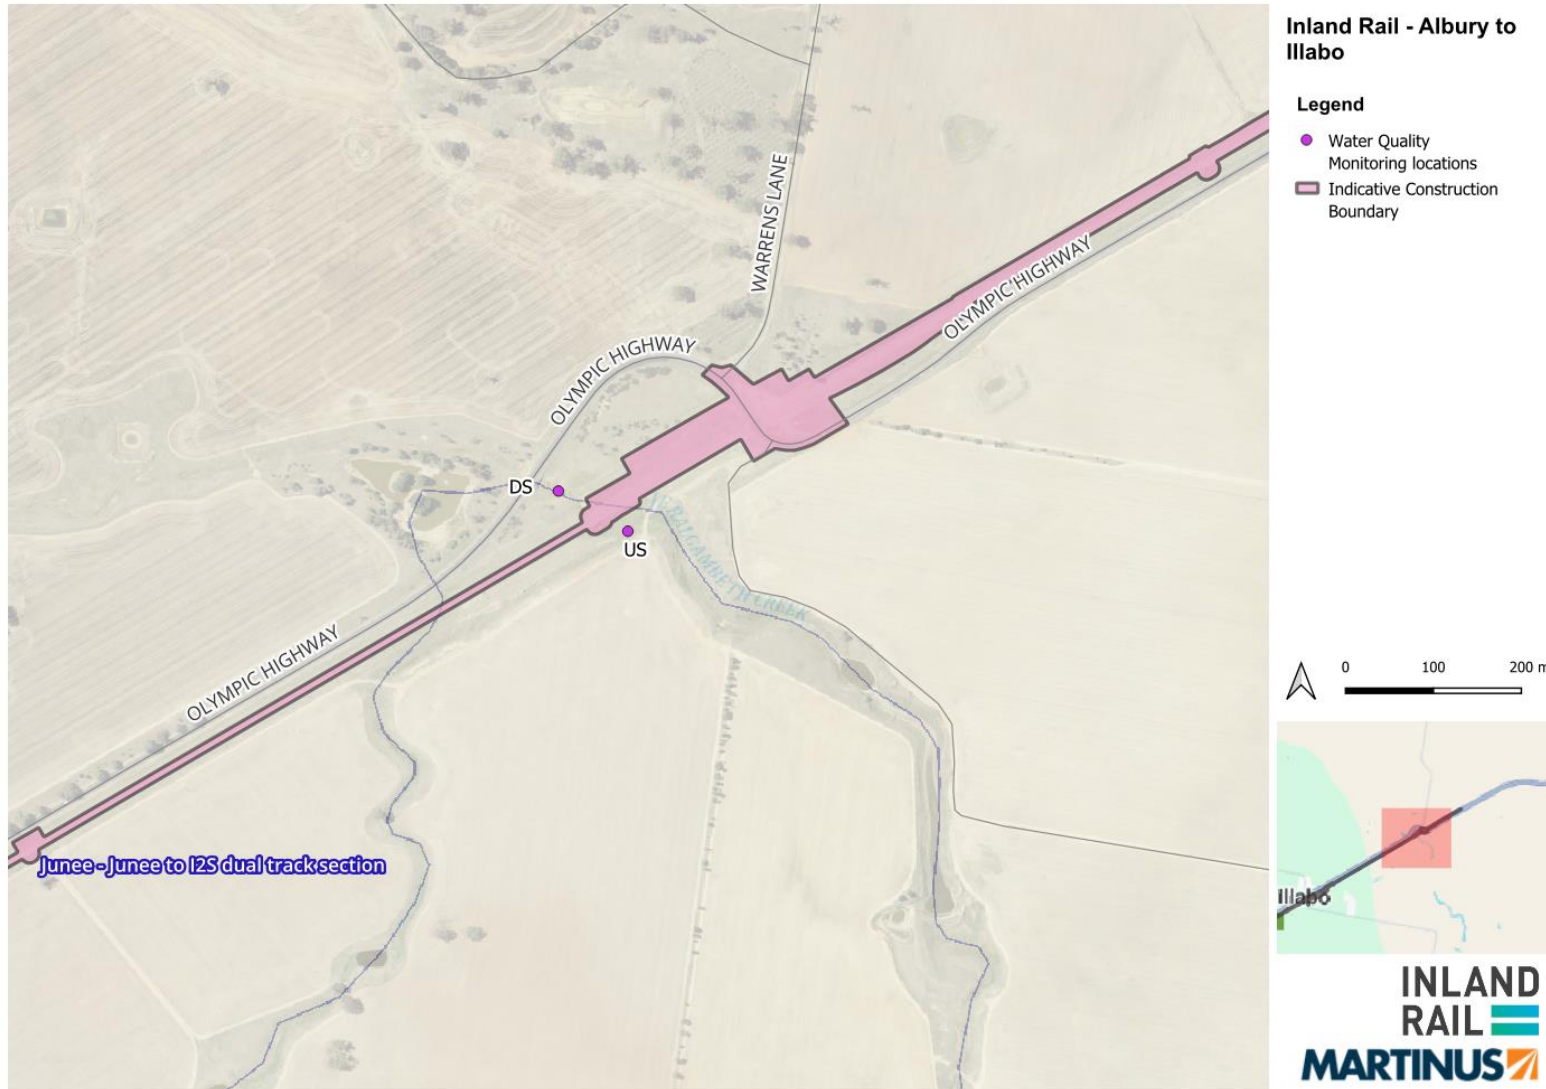 Inland Rail - Albury to
Illabo
Legend
Water Quality
Monitoring locations
Indicative Construction
Boundary
WARRENS LANE
OLYMPIC HIGHWAY
OLYMPIC HIGHWAY
DS
US
OLYMPIC HIGHWAY
Junee - Junee to I2S dual track section
0 100 200 m
Illabo
INLAND
RAIL
MARTINUS